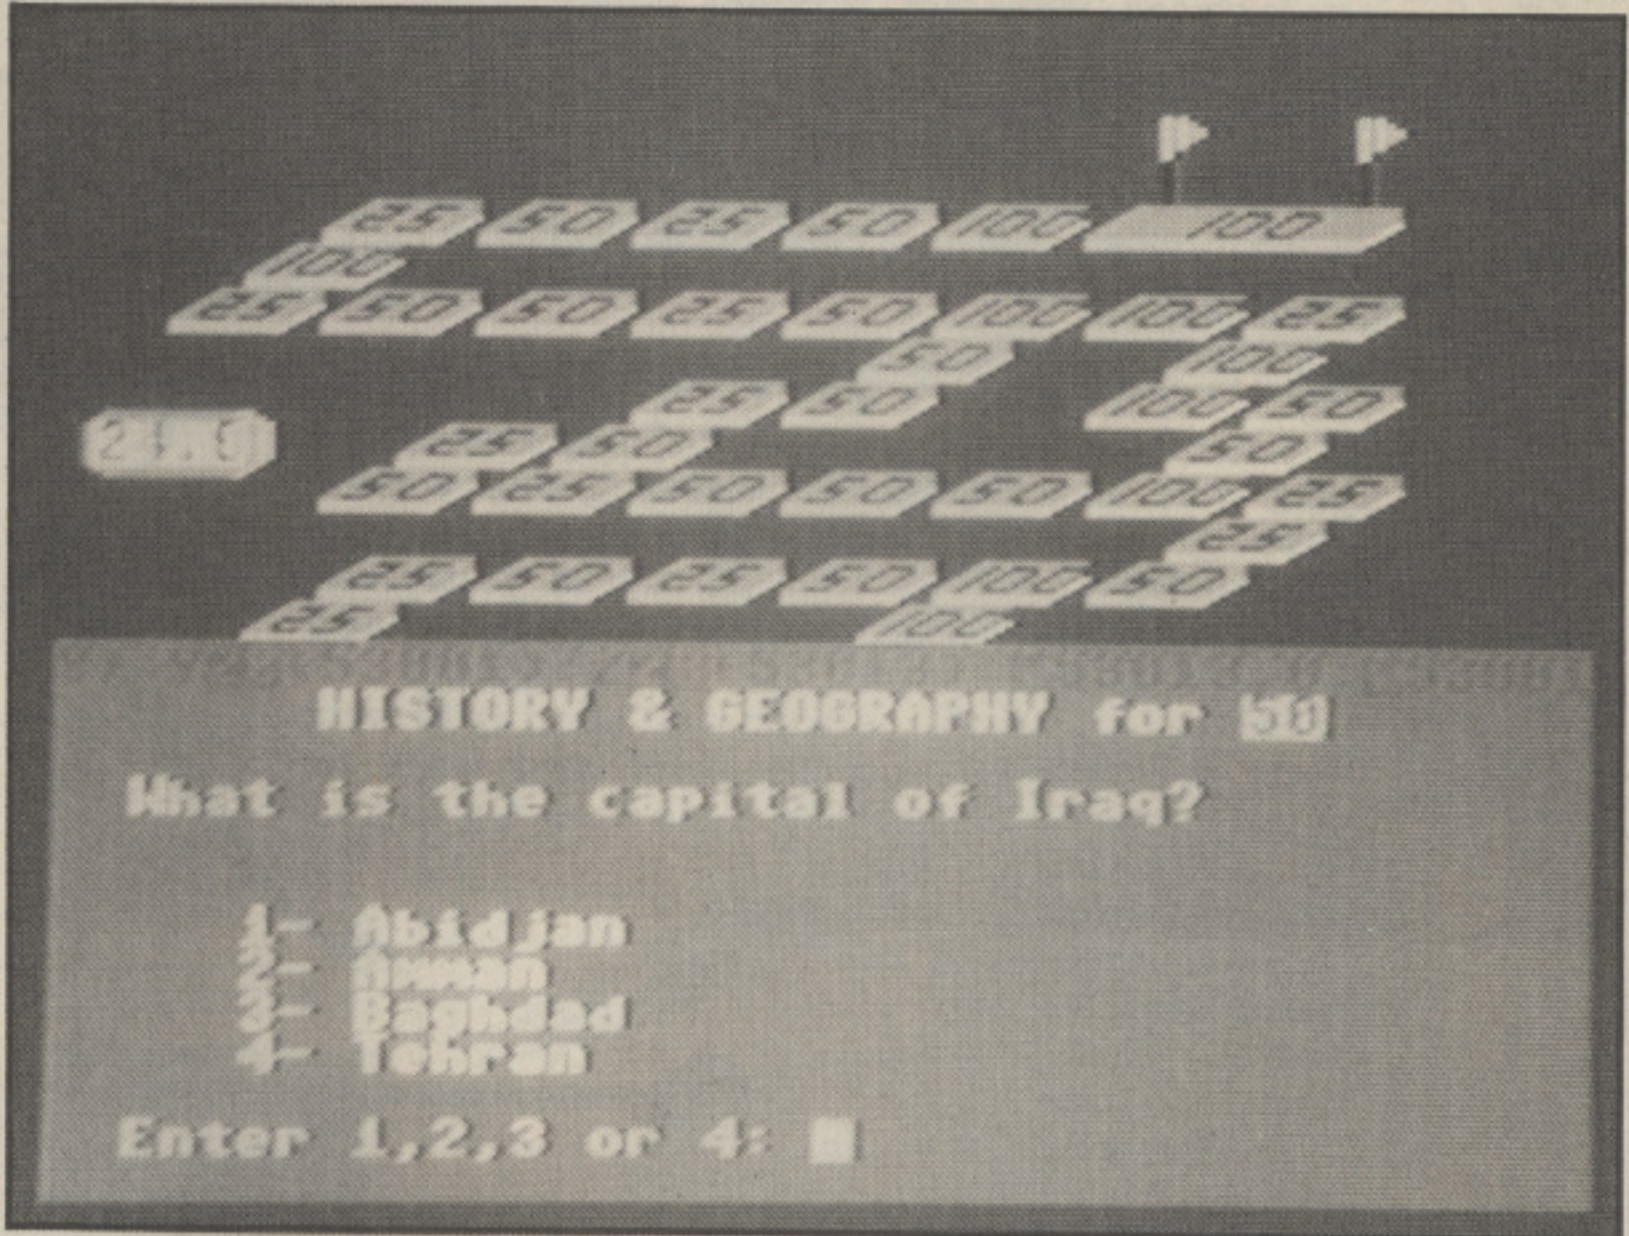 25 50 25 50 100 100
100
25 50 50 25 50 100 100 25
50 100
25 50 100 50
25 50 50
50 25 50 50 50 100 25
25
25 50 25 50 100 50
25 100
HISTORY & GEOGRAPHY for 50
What is the capital of Iraq?
1- Abidjan
2- Amman
3- Baghdad
4- Tehran
Enter 1,2,3 or 4: